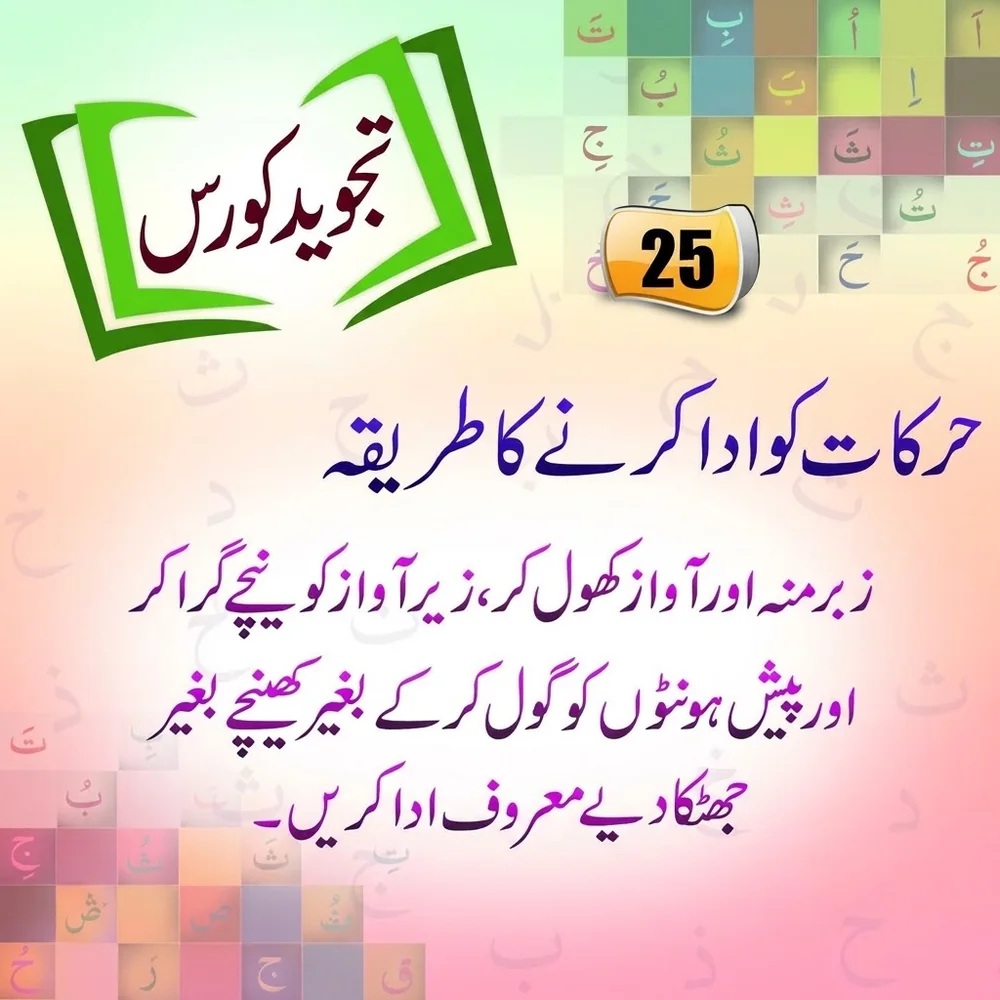 تجوید کورس
25
حرکات کو ادا کرنے کا طریقہ
زبر منہ اور آواز کھول کر، زیر آواز کو نیچے گرا کر
اور پیش ہونٹوں کو گول کر کے بغیر کھینچے بغیر
جھٹکا دیے معروف ادا کریں۔